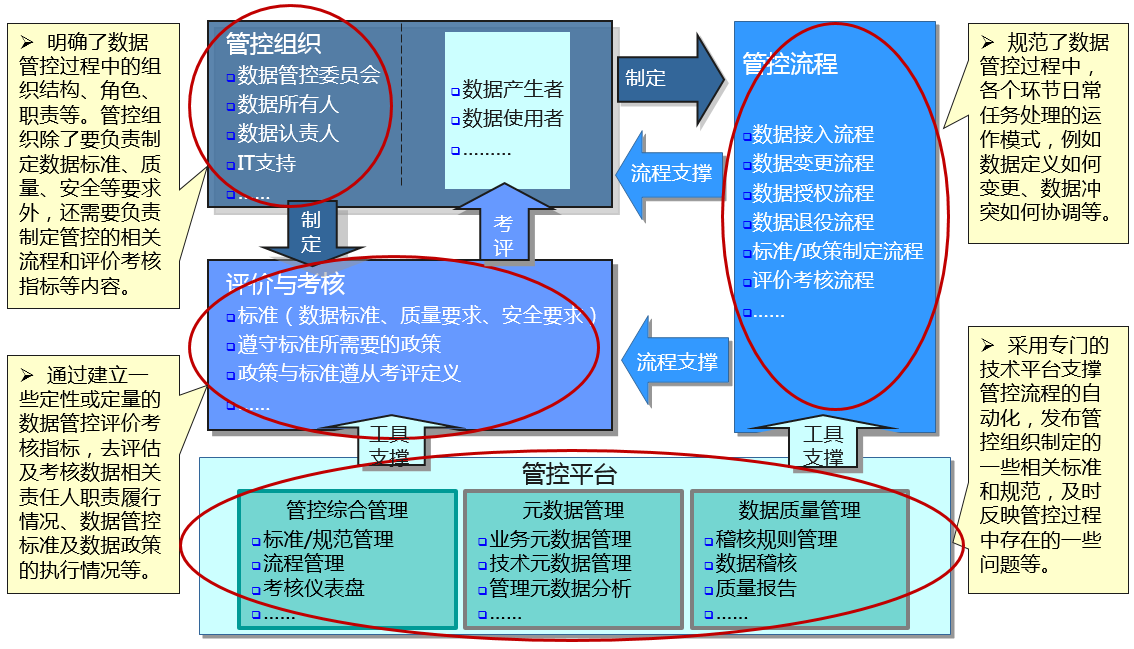 ➢ 明确了数据
管控过程中的组
织结构、角色、
职责等。管控组
织除了要负责制
定数据标准、质
量、安全等要求
外，还需要负责
制定管控的相关
流程和评价考核
指标等内容。
管控组织
数据管控委员会
数据所有人
数据认责人
IT支持
……
数据产生者
数据使用者
………
制定
管控流程
数据接入流程
数据变更流程
数据授权流程
数据退役流程
标准/政策制定流程
评价考核流程
……
➢ 规范了数据
管控过程中，
各个环节日常
任务处理的运
作模式，例如
数据定义如何
变更、数据冲
突如何协调等。
流程支撑
制
定
考
评
评价与考核
标准（数据标准、质量要求、安全要求）
遵守标准所需要的政策
政策与标准遵从考评定义
……
流程支撑
➢ 通过建立一
些定性或定量的
数据管控评价考
核指标，去评估
及考核数据相关
责任人职责履行
情况、数据管控
标准及数据政策
的执行情况等。
工具
支撑
工具
支撑
管控平台
管控综合管理
标准/规范管理
流程管理
考核仪表盘
……
元数据管理
业务元数据管理
技术元数据管理
管理元数据分析
……
数据质量管理
稽核规则管理
数据稽核
质量报告
……
➢ 采用专门的
技术平台支撑
管控流程的自
动化，发布管
控组织制定的
一些相关标准
和规范，及时
反映管控过程
中存在的一些
问题等。